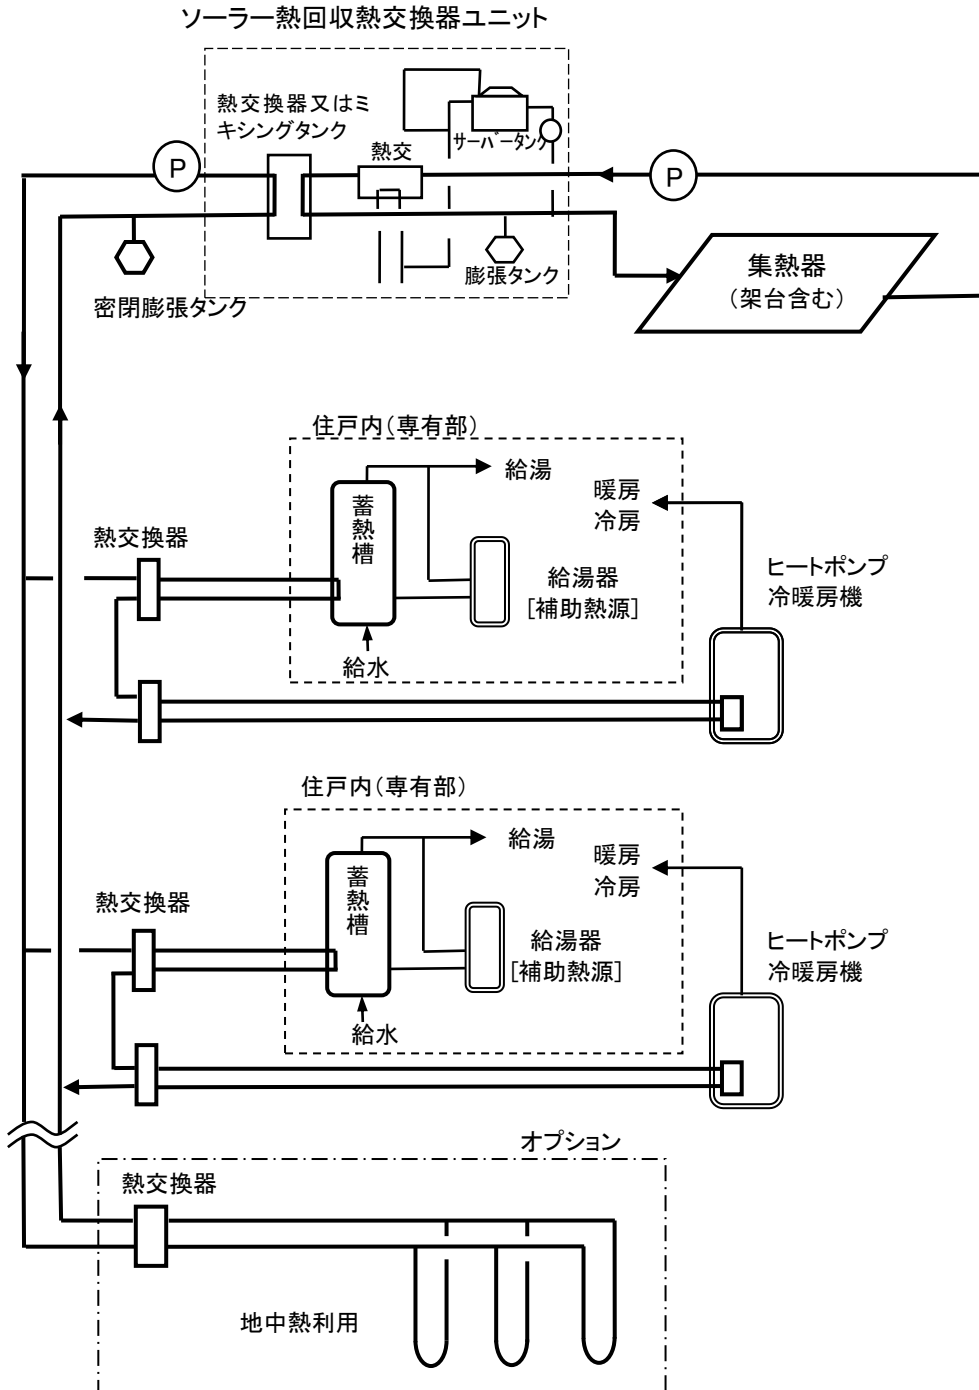 ソーラー熱回収熱交換器ユニット
熱交換器又はミ
キシングタンク
熱交
サーバータンク
P
P
膨張タンク
密閉膨張タンク
集熱器
（架台含む）
住戸内（専有部）
給湯
蓄熱槽
暖房
冷房
熱交換器
給湯器
[補助熱源]
ヒートポンプ
冷暖房機
給水
住戸内（専有部）
給湯
蓄熱槽
暖房
冷房
熱交換器
給湯器
[補助熱源]
ヒートポンプ
冷暖房機
給水
オプション
熱交換器
地中熱利用